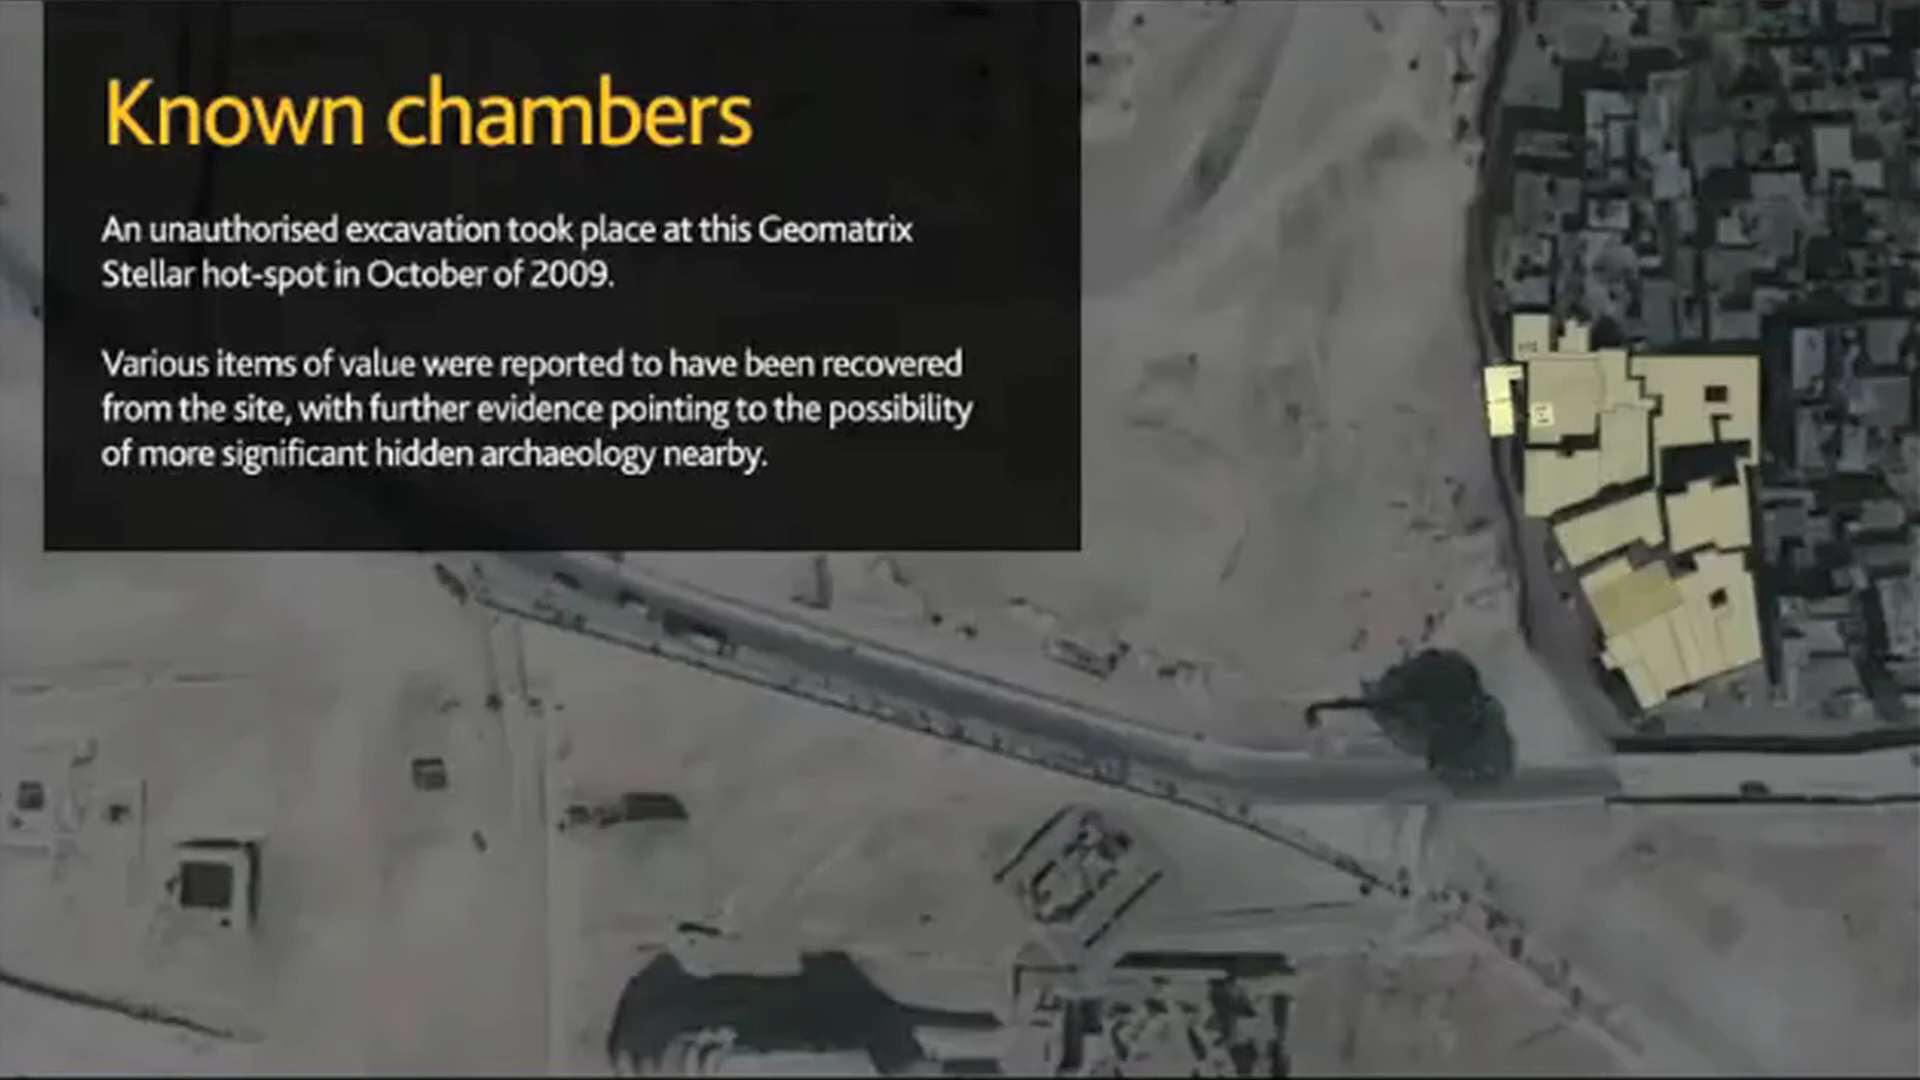 Known chambers
An unauthorised excavation took place at this Geomatrix
Stellar hot-spot in October of 2009.
Various items of value were reported to have been recovered
from the site, with further evidence pointing to the possibility
of more significant hidden archaeology nearby.